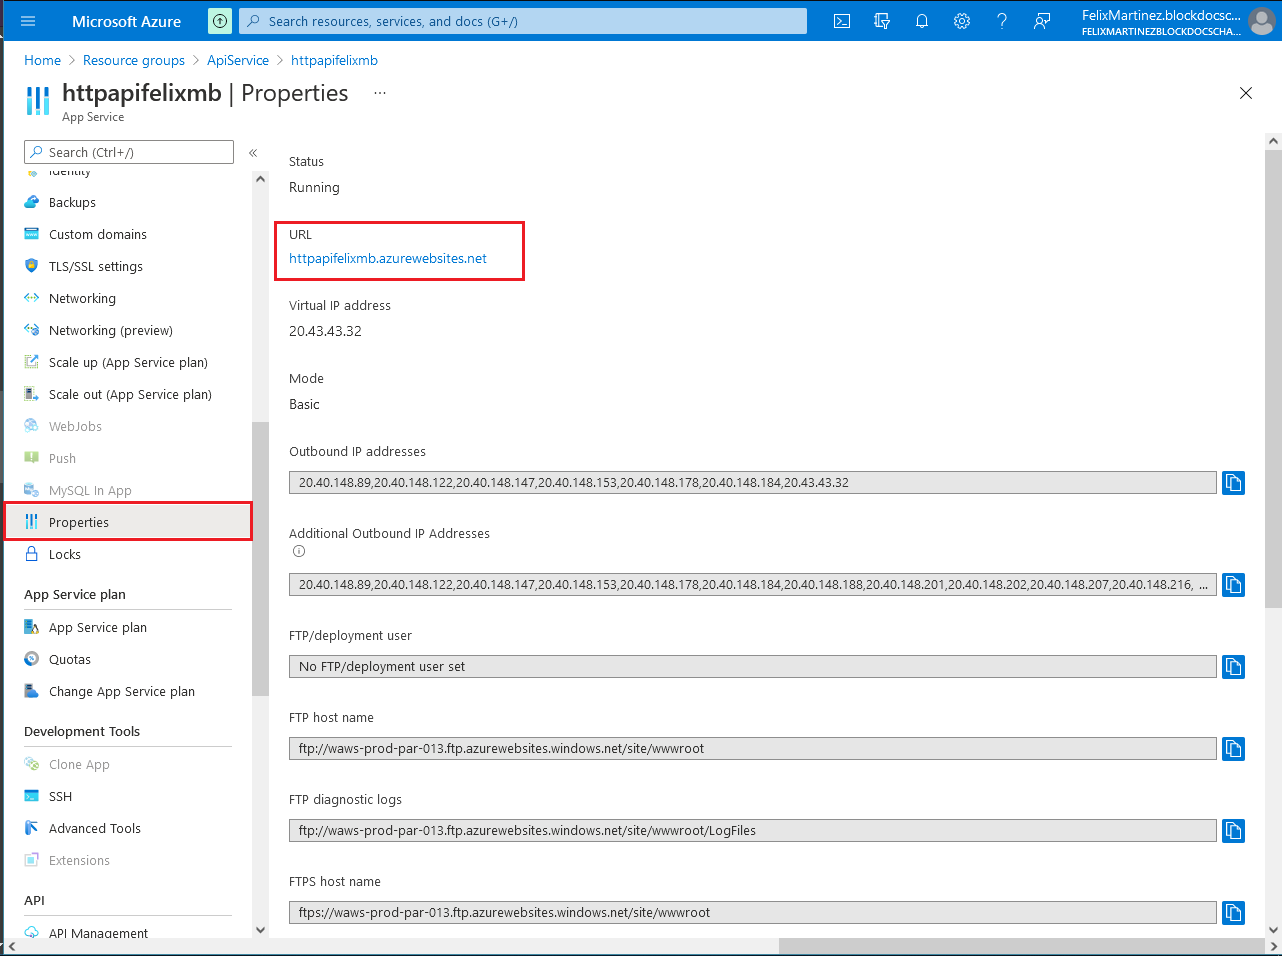 Microsoft Azure
Search resources, services, and docs (G+/)
FelixMartinez.blockdocsc...
FELIXMARTINEZBLOCKDOCSCHA...
Home > Resource groups > ApiService > httpapifelixmb
httpapifelixmb | Properties ...
App Service
Search (Ctrl+/)
«
Identity
Backups
Custom domains
TLS/SSL settings
Networking
Networking (preview)
Scale up (App Service plan)
Scale out (App Service plan)
WebJobs
Push
MySQL In App
Properties
Locks
App Service plan
App Service plan
Quotas
Change App Service plan
Development Tools
Clone App
SSH
Advanced Tools
Extensions
API
API Management
Status
Running
URL
httpapifelixmb.azurewebsites.net
Virtual IP address
20.43.43.32
Mode
Basic
Outbound IP addresses
20.40.148.89,20.40.148.122,20.40.148.147,20.40.148.153,20.40.148.178,20.40.148.184,20.43.43.32
Additional Outbound IP Addresses
20.40.148.89,20.40.148.122,20.40.148.147,20.40.148.153,20.40.148.178,20.40.148.184,20.40.148.188,20.40.148.201,20.40.148.202,20.40.148.207,20.40.148.216, ...
FTP/deployment user
No FTP/deployment user set
FTP host name
ftp://waws-prod-par-013.ftp.azurewebsites.windows.net/site/wwwroot
FTP diagnostic logs
ftp://waws-prod-par-013.ftp.azurewebsites.windows.net/site/wwwroot/LogFiles
FTPS host name
ftps://waws-prod-par-013.ftp.azurewebsites.windows.net/site/wwwroot